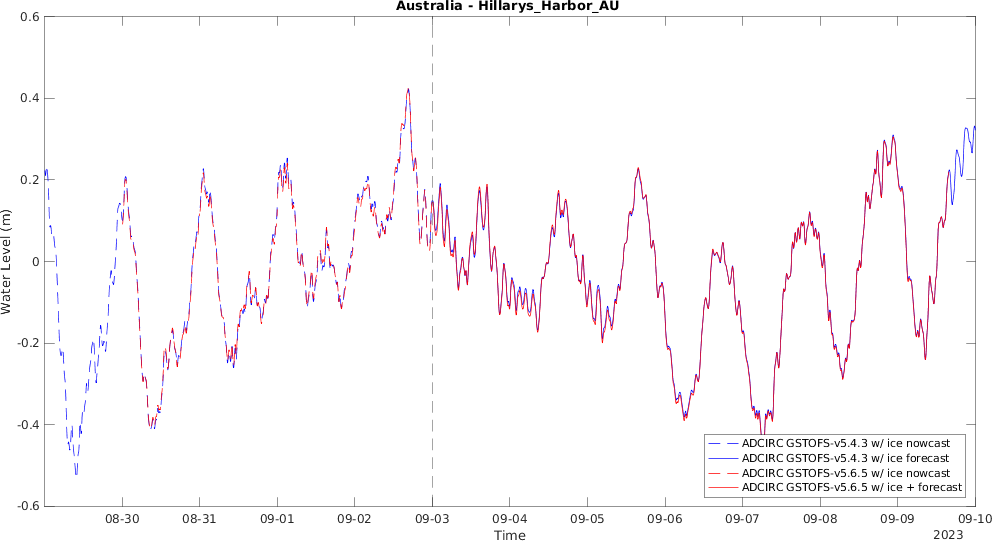 Australia - Hillarys_Harbor_AU
0.6
0.4
0.2
0
-0.2
-0.4
-0.6
Water Level (m)
ADCIRC GSTOFS-v5.4.3 w/ ice nowcast
ADCIRC GSTOFS-v5.4.3 w/ ice forecast
ADCIRC GSTOFS-v5.6.5 w/ ice nowcast
ADCIRC GSTOFS-v5.6.5 w/ ice + forecast
08-30 08-31 09-01 09-02 09-03 09-04 09-05 09-06 09-07 09-08 09-09 09-10
Time
2023